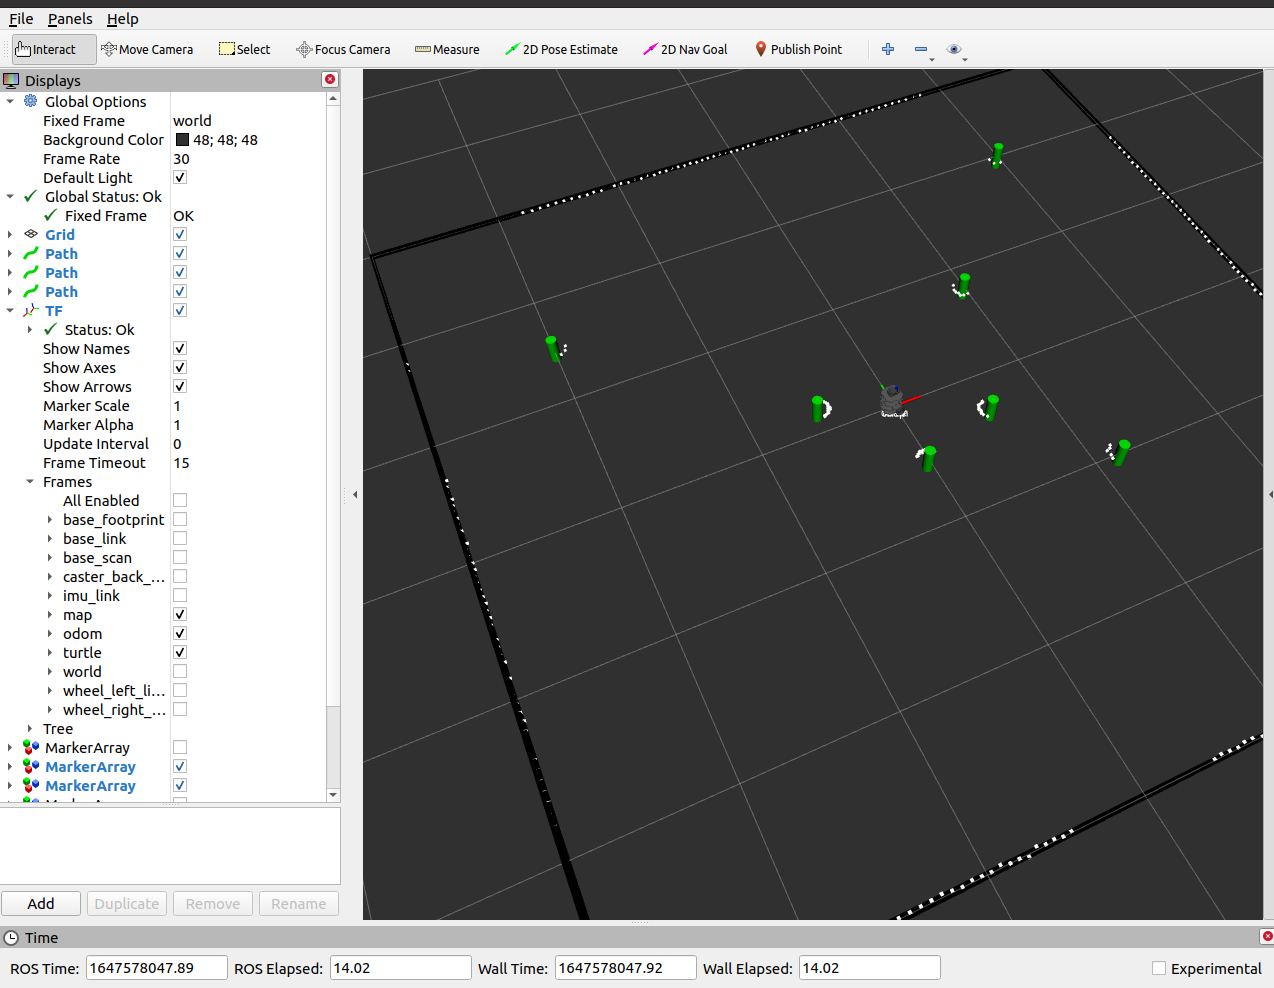 File Panels Help
Interact Move Camera Select Focus Camera Measure 2D Pose Estimate 2D Nav Goal Publish Point
Displays
Global Options
Fixed Frame world
Background Color 48; 48; 48
Frame Rate 30
Default Light
Global Status: Ok
Fixed Frame OK
Grid
Path
Path
Path
TF
Status: Ok
Show Names
Show Axes
Show Arrows
Marker Scale 1
Marker Alpha 1
Update Interval 0
Frame Timeout 15
Frames
All Enabled
base_footprint
base_link
base_scan
caster_back_...
imu_link
map
odom
turtle
world
wheel_left_li...
wheel_right_...
Tree
MarkerArray
MarkerArray
MarkerArray
Add Duplicate Remove Rename
Time
ROS Time: 1647578047.89 ROS Elapsed: 14.02 Wall Time: 1647578047.92 Wall Elapsed: 14.02 Experimental